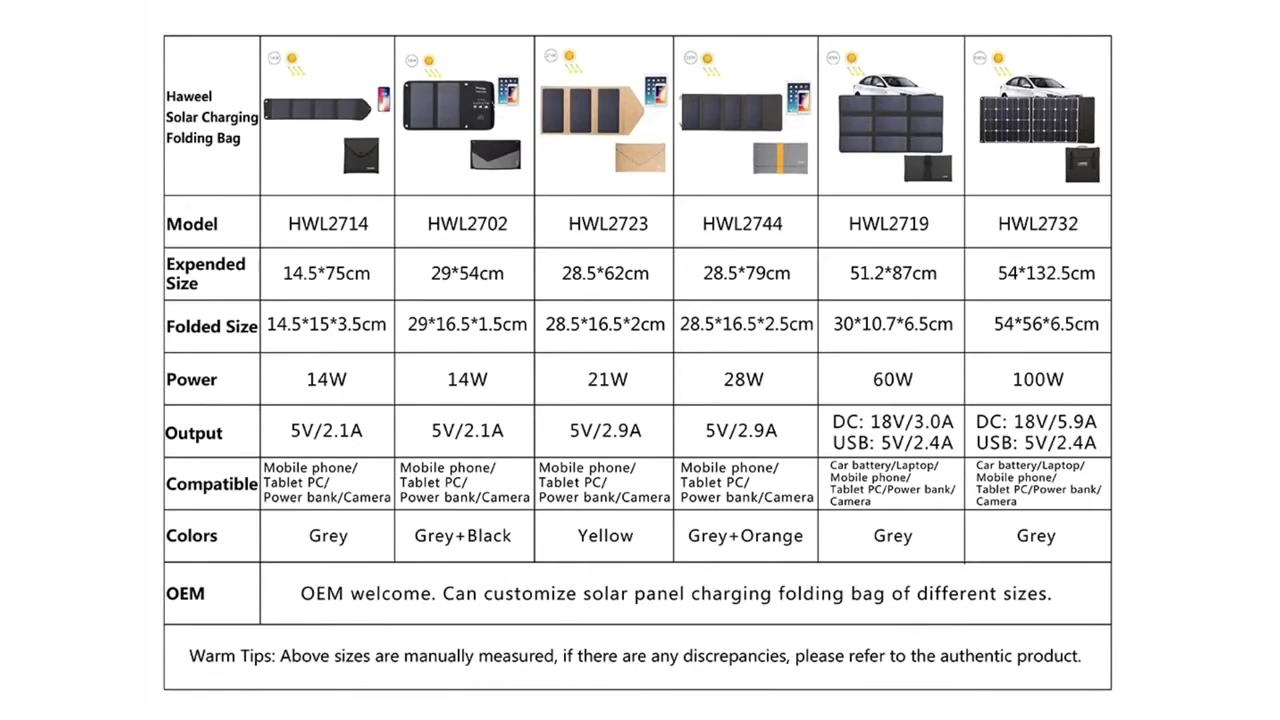 Haweel
Solar Charging
Folding Bag
Model HWL2714 HWL2702 HWL2723 HWL2744 HWL2719 HWL2732
Expended
Size
14.5*75cm 29*54cm 28.5*62cm 28.5*79cm 51.2*87cm 54*132.5cm
Folded Size 14.5*15*3.5cm 29*16.5*1.5cm 28.5*16.5*2cm 28.5*16.5*2.5cm 30*10.7*6.5cm 54*56*6.5cm
Power 14W 14W 21W 28W 60W 100W
Output 5V/2.1A 5V/2.1A 5V/2.9A 5V/2.9A
DC: 18V/3.0A
USB: 5V/2.4A
DC: 18V/5.9A
USB: 5V/2.4A
Compatible
Mobile phone/
Tablet PC/
Power bank/Camera
Mobile phone/
Tablet PC/
Power bank/Camera
Mobile phone/
Tablet PC/
Power bank/Camera
Mobile phone/
Tablet PC/
Power bank/Camera
Car battery/Laptop/
Mobile phone/
Tablet PC/Power bank/
Camera
Car battery/Laptop/
Mobile phone/
Tablet PC/Power bank/
Camera
Colors Grey Grey+Black Yellow Grey+Orange Grey Grey
OEM OEM welcome. Can customize solar panel charging folding bag of different sizes.
Warm Tips: Above sizes are manually measured, if there are any discrepancies, please refer to the authentic product.